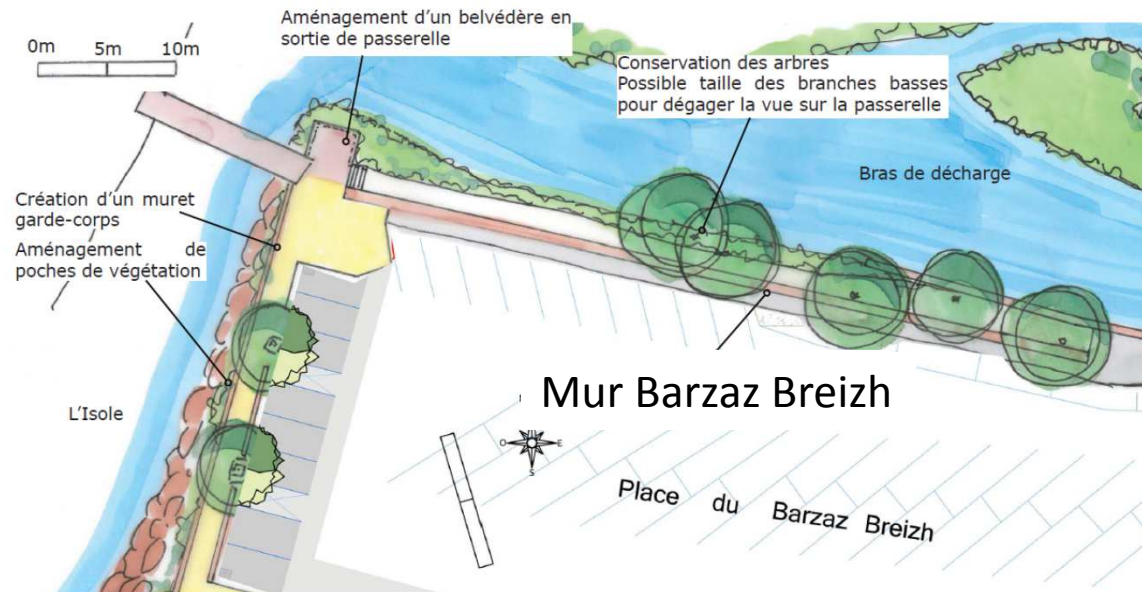 Aménagement d'un belvédère en
sortie de passerelle
0m 5m 10m
Conservation des arbres
Possible taille des branches basses
pour dégager la vue sur la passerelle
Bras de décharge
Création d'un muret
garde-corps
Aménagement de
poches de végétation
Mur Barzaz Breizh
L'Isole
O E
S
Place du Barzaz Breizh